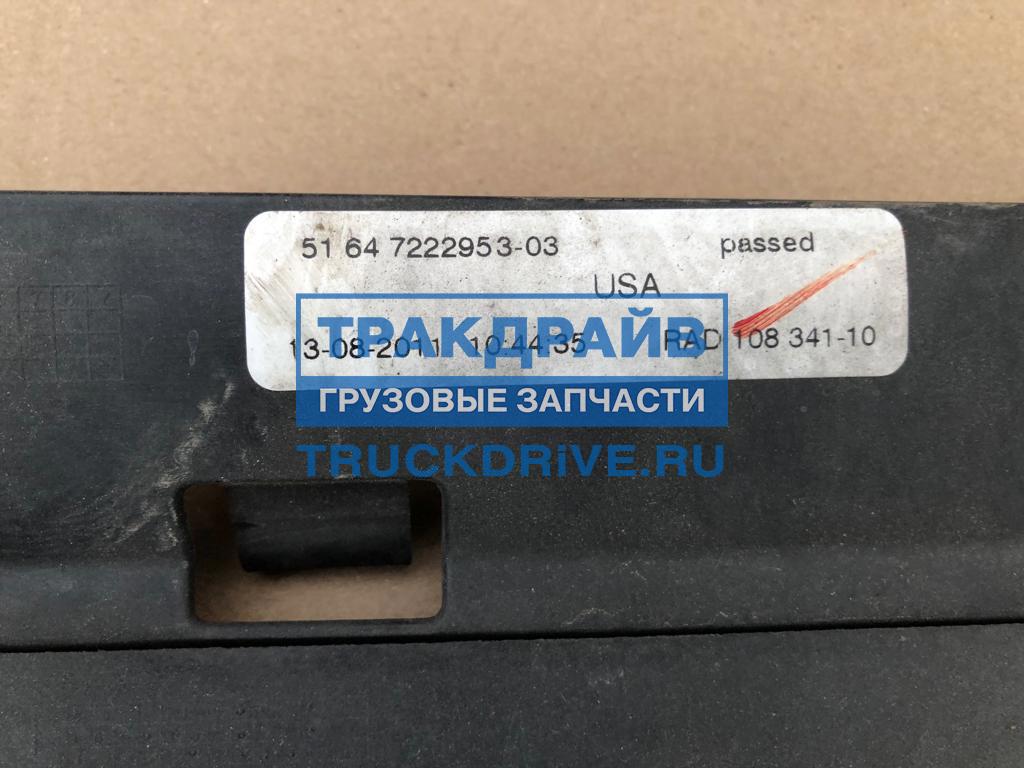 51 64 7222953-03 passed
USA
ТРАКДРАЙВ
13-08-2011 10:44:35 RAD 108 341-10
ГРУЗОВЫЕ ЗАПЧАСТИ
TRUCKDRiVE.RU